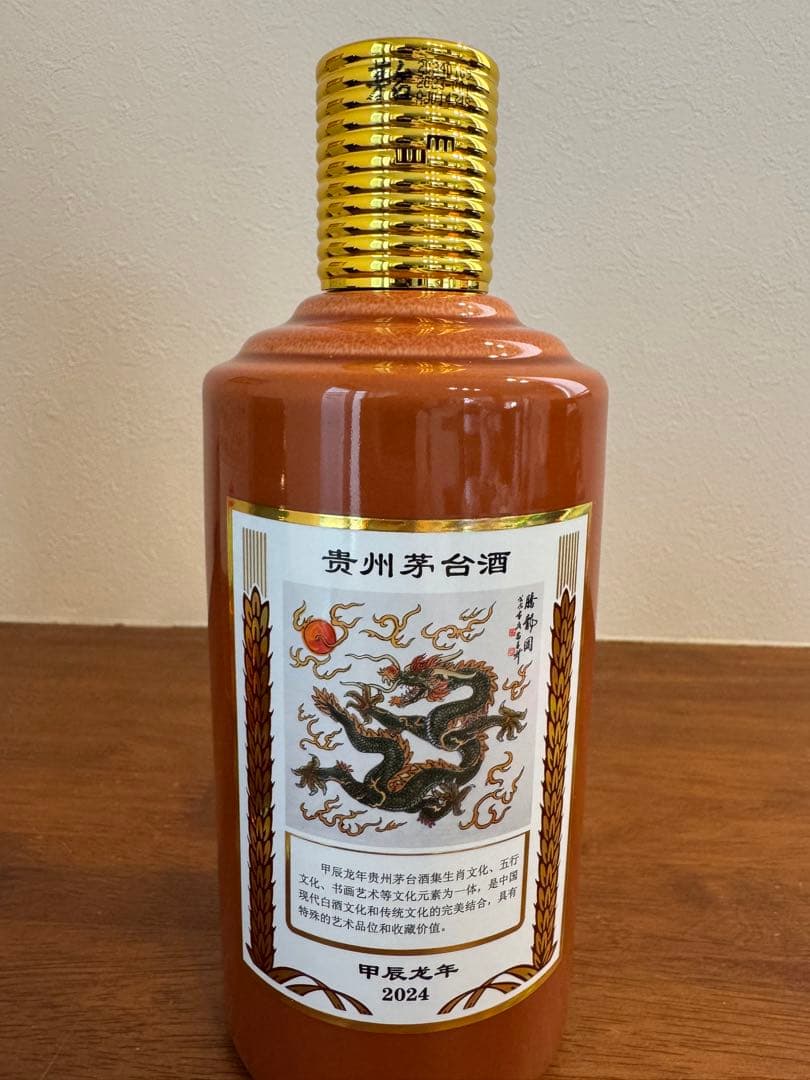 茅台
贵州茅台酒
腾龙图
甲辰龙年贵州茅台酒集生肖文化、五行
文化、书画艺术等文化元素为一体，是中国
现代白酒文化和传统文化的完美结合，具有
特殊的艺术品位和收藏价值。
甲辰龙年
2024